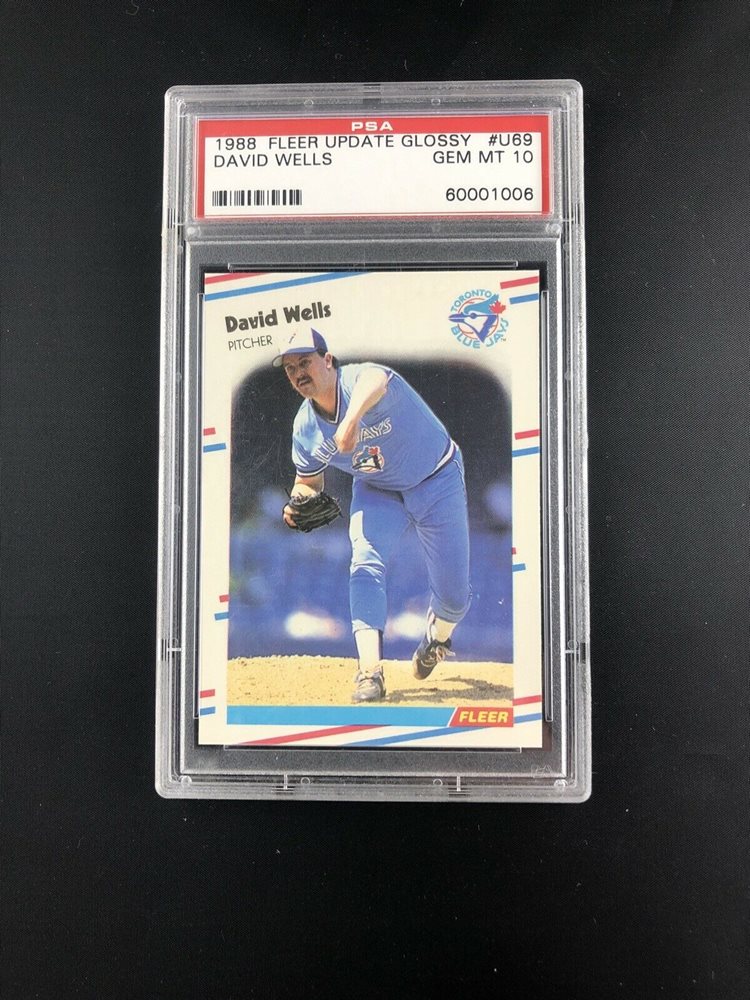 PSA
1988 FLEER UPDATE GLOSSY #U69
DAVID WELLS GEM MT 10
60001006
David Wells
PITCHER
TORONTO
BLUE JAYS
TM
BLUE JAYS
FLEER